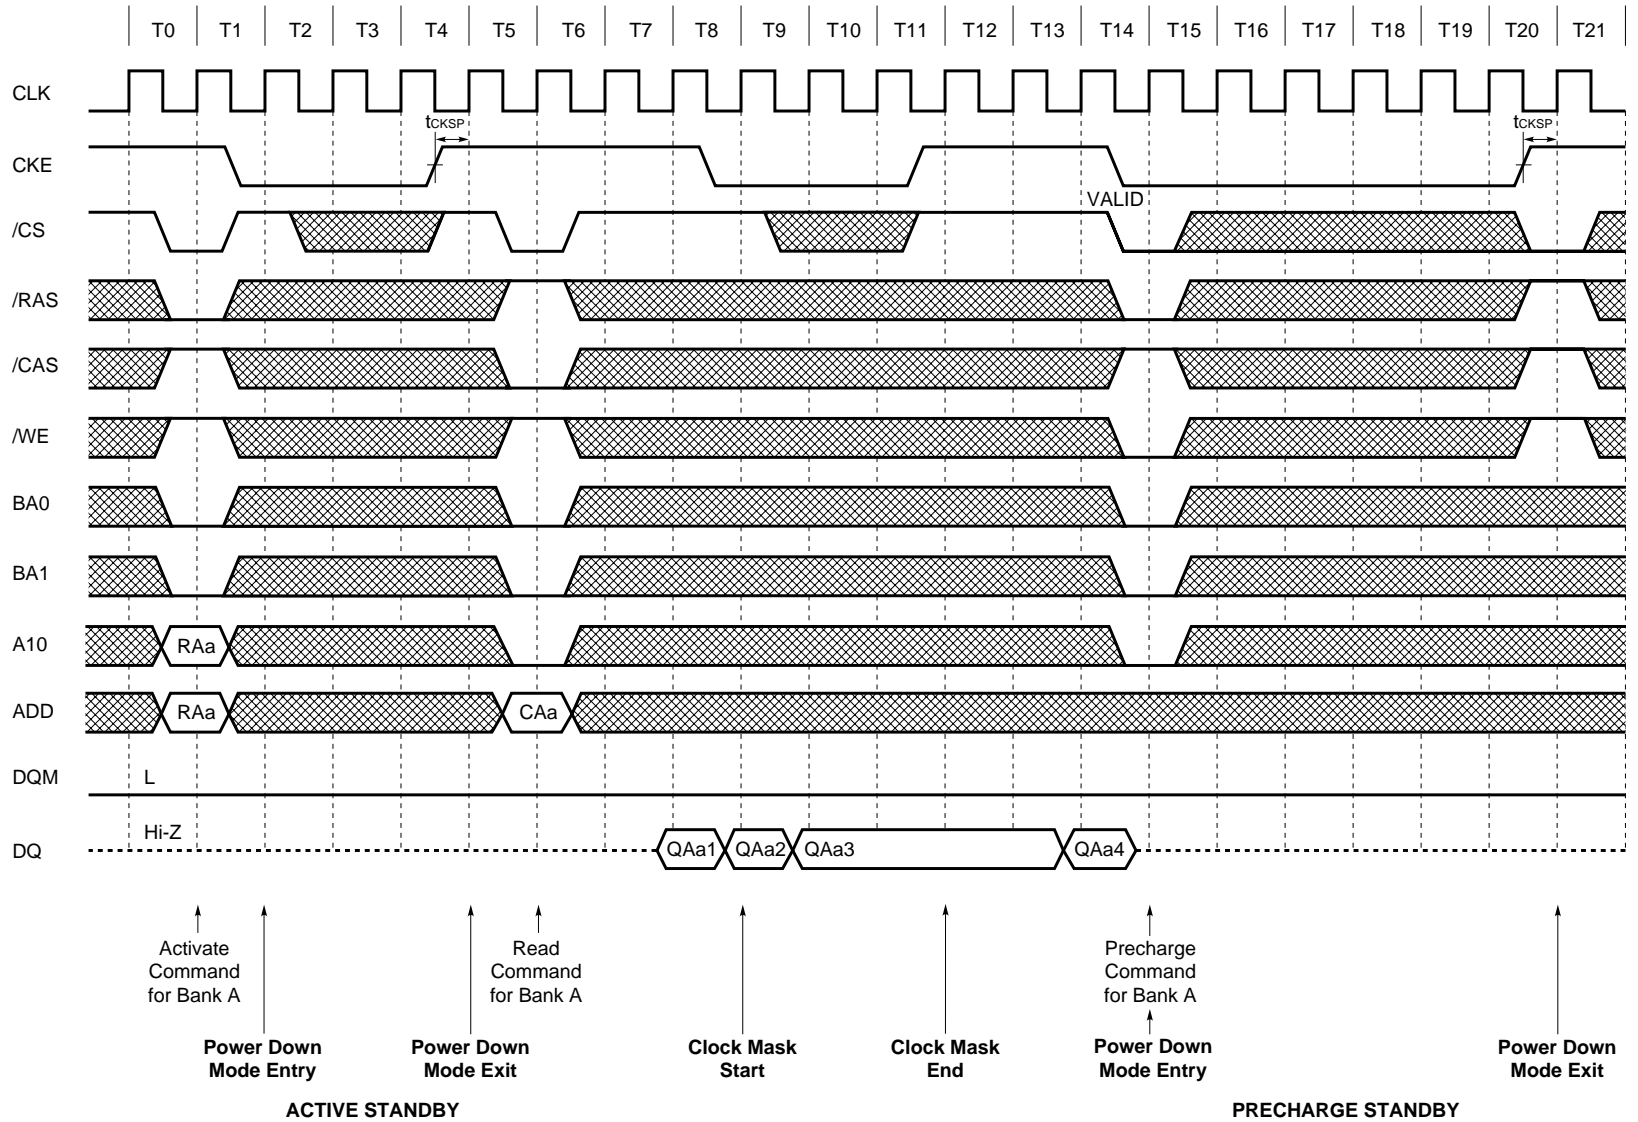 T0 T1 T2 T3 T4 T5 T6 T7 T8 T9 T10 T11 T12 T13 T14 T15 T16 T17 T18 T19 T20 T21
CLK
tCKSP tCKSP
CKE
VALID
/CS
/RAS
/CAS
/WE
BA0
BA1
A10 RAa
ADD RAa CAa
DQM L
Hi-Z
DQ QAa1 QAa2 QAa3 QAa4
Activate
Command
for Bank A
Read
Command
for Bank A
Precharge
Command
for Bank A
Power Down
Mode Entry
Power Down
Mode Exit
Clock Mask
Start
Clock Mask
End
Power Down
Mode Entry
Power Down
Mode Exit
ACTIVE STANDBY
PRECHARGE STANDBY